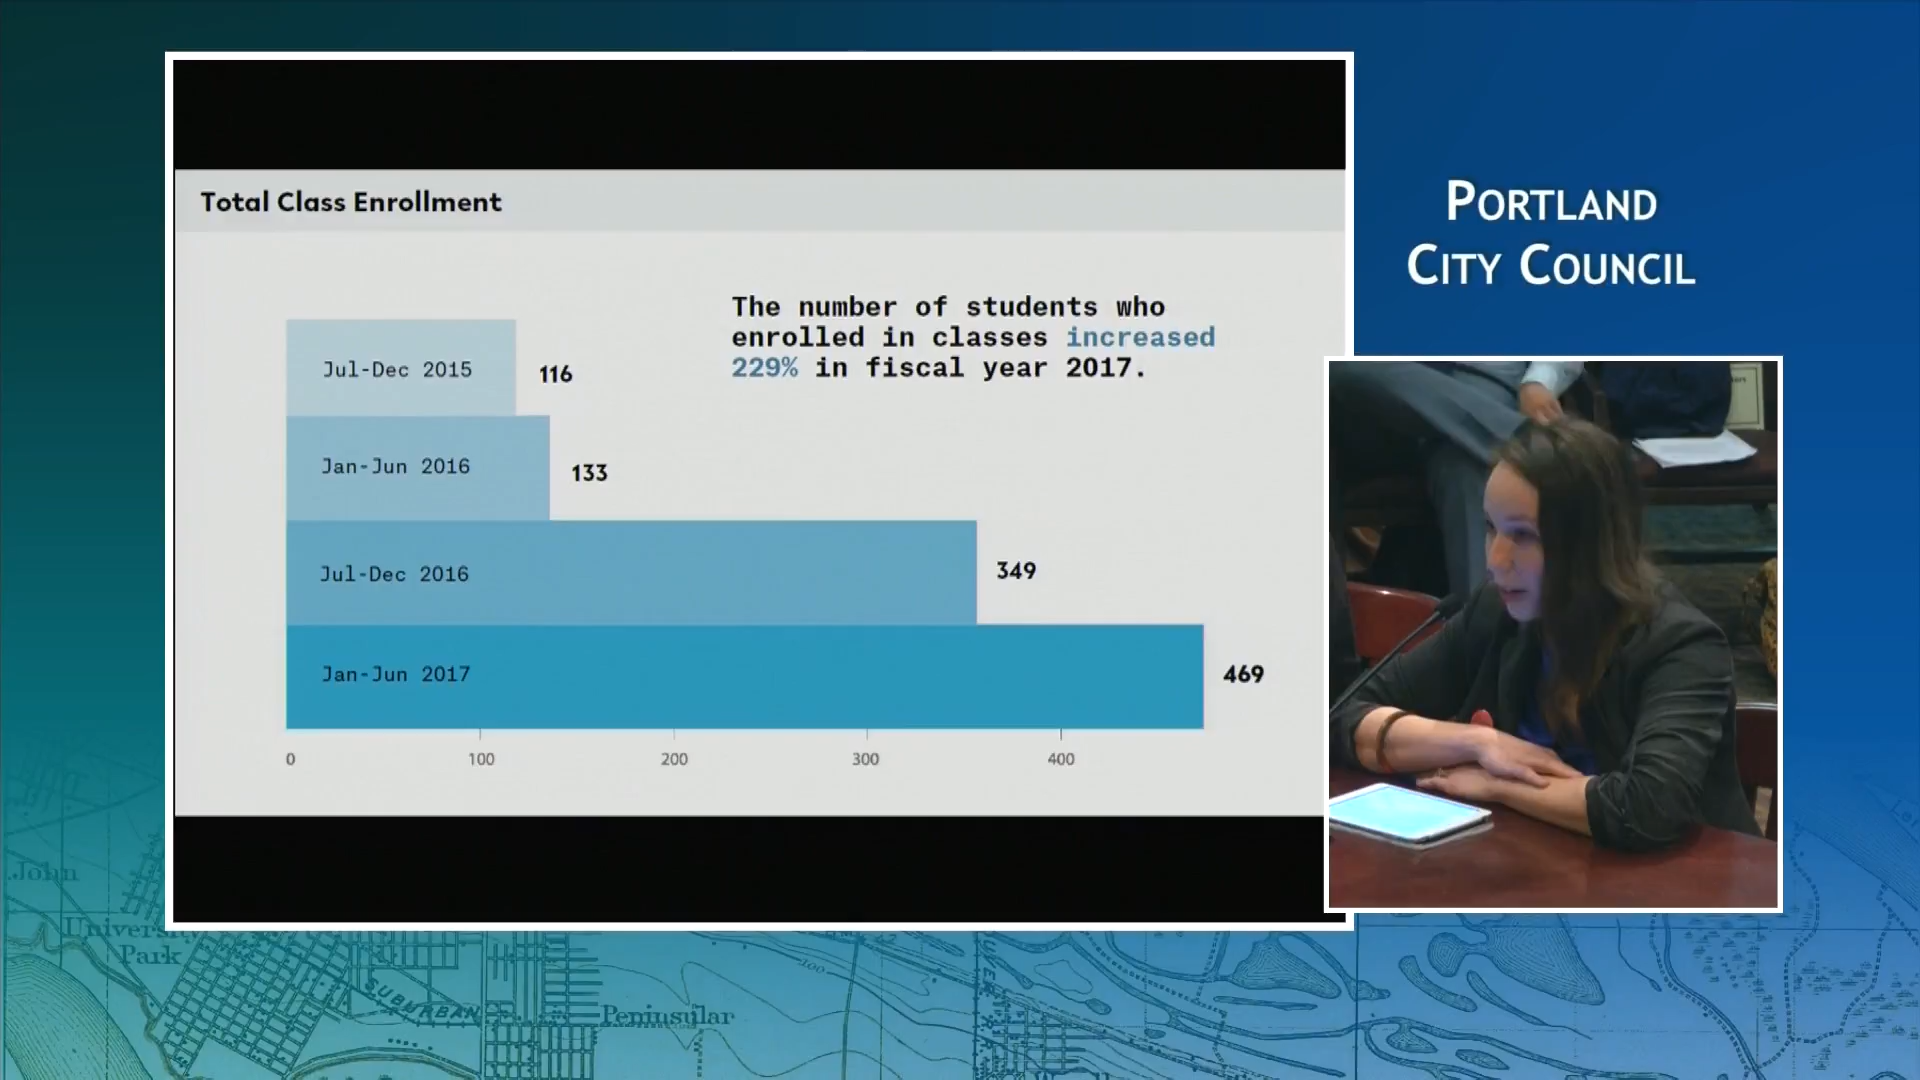 Total Class Enrollment
The number of students who
enrolled in classes increased
229% in fiscal year 2017.
Jul-Dec 2015 116
Jan-Jun 2016 133
Jul-Dec 2016 349
Jan-Jun 2017 469
0 100 200 300 400
PORTLAND
CITY COUNCIL
John
University
Park
SUBURBAN
Peninsular
100